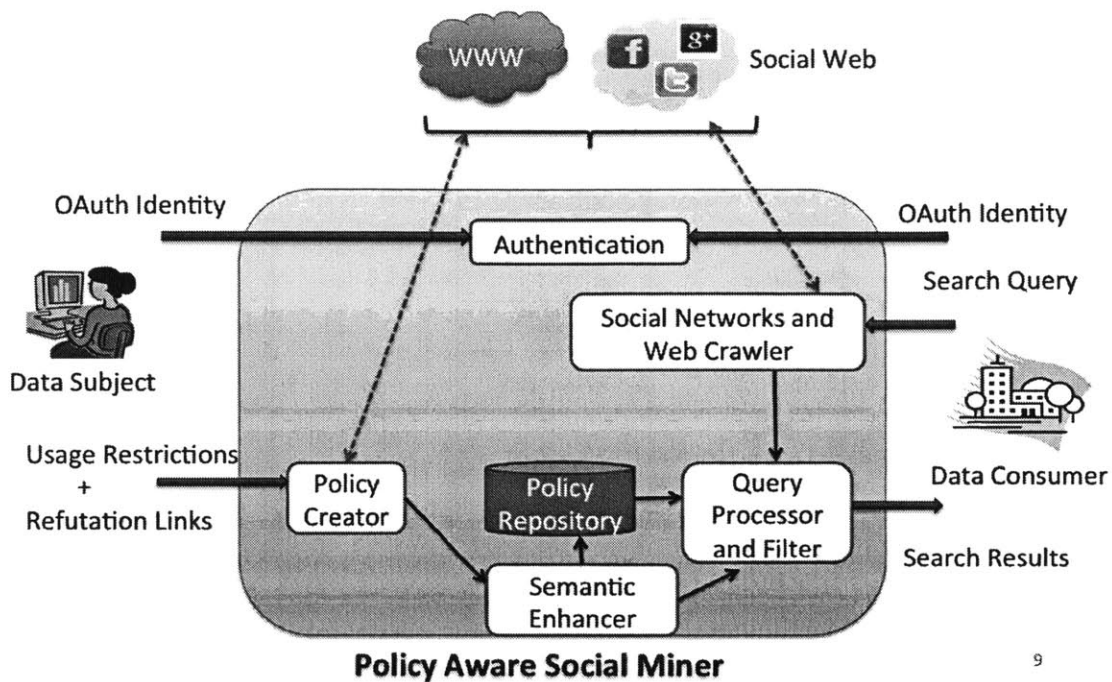 WWW
f
g+
t
Social Web
OAuth Identity
OAuth Identity
Authentication
Search Query
Social Networks and
Web Crawler
Data Subject
Usage Restrictions
+
Refutation Links
Policy
Creator
Policy
Repository
Query
Processor
and Filter
Data Consumer
Search Results
Semantic
Enhancer
Policy Aware Social Miner
9